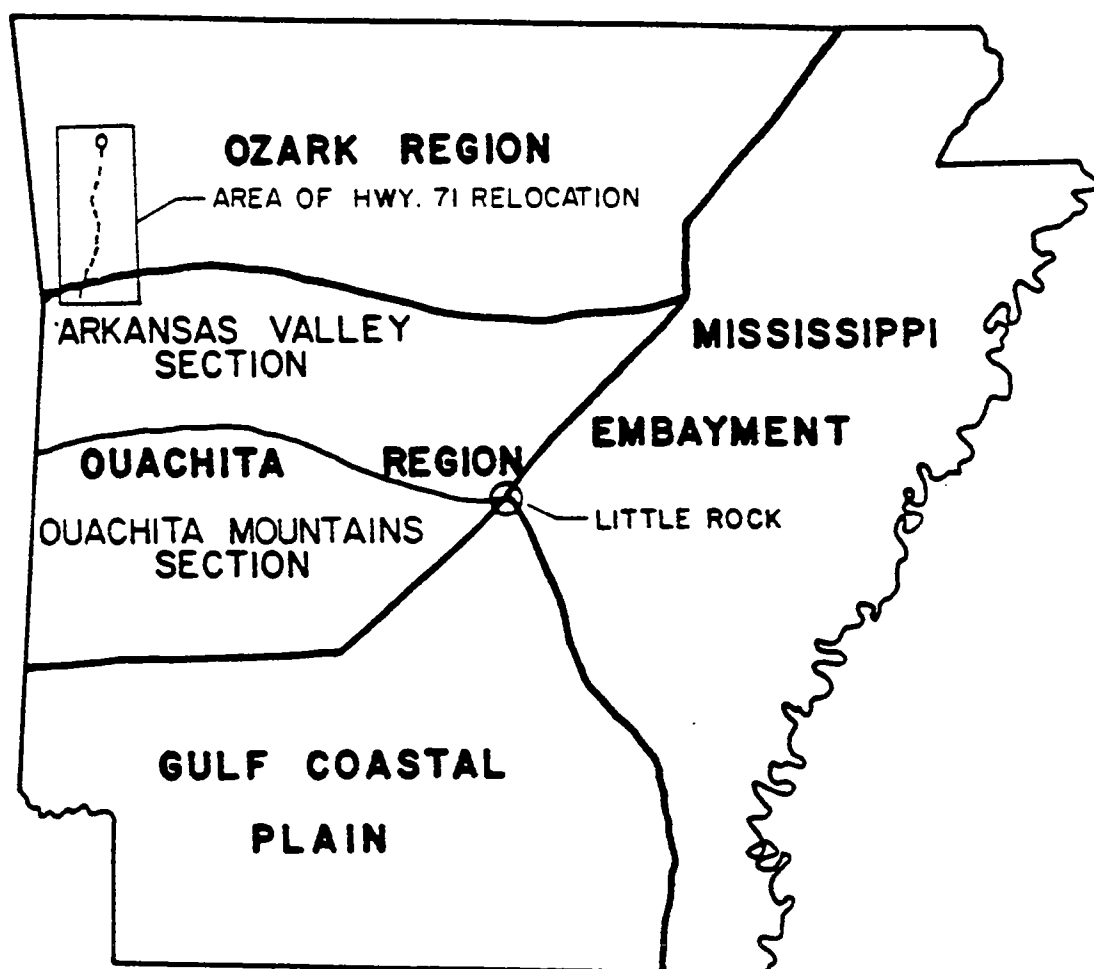 OZARK REGION
AREA OF HWY. 71 RELOCATION
ARKANSAS VALLEY
SECTION
MISSISSIPPI
EMBAYMENT
OUACHITA REGION
LITTLE ROCK
OUACHITA MOUNTAINS
SECTION
GULF COASTAL
PLAIN